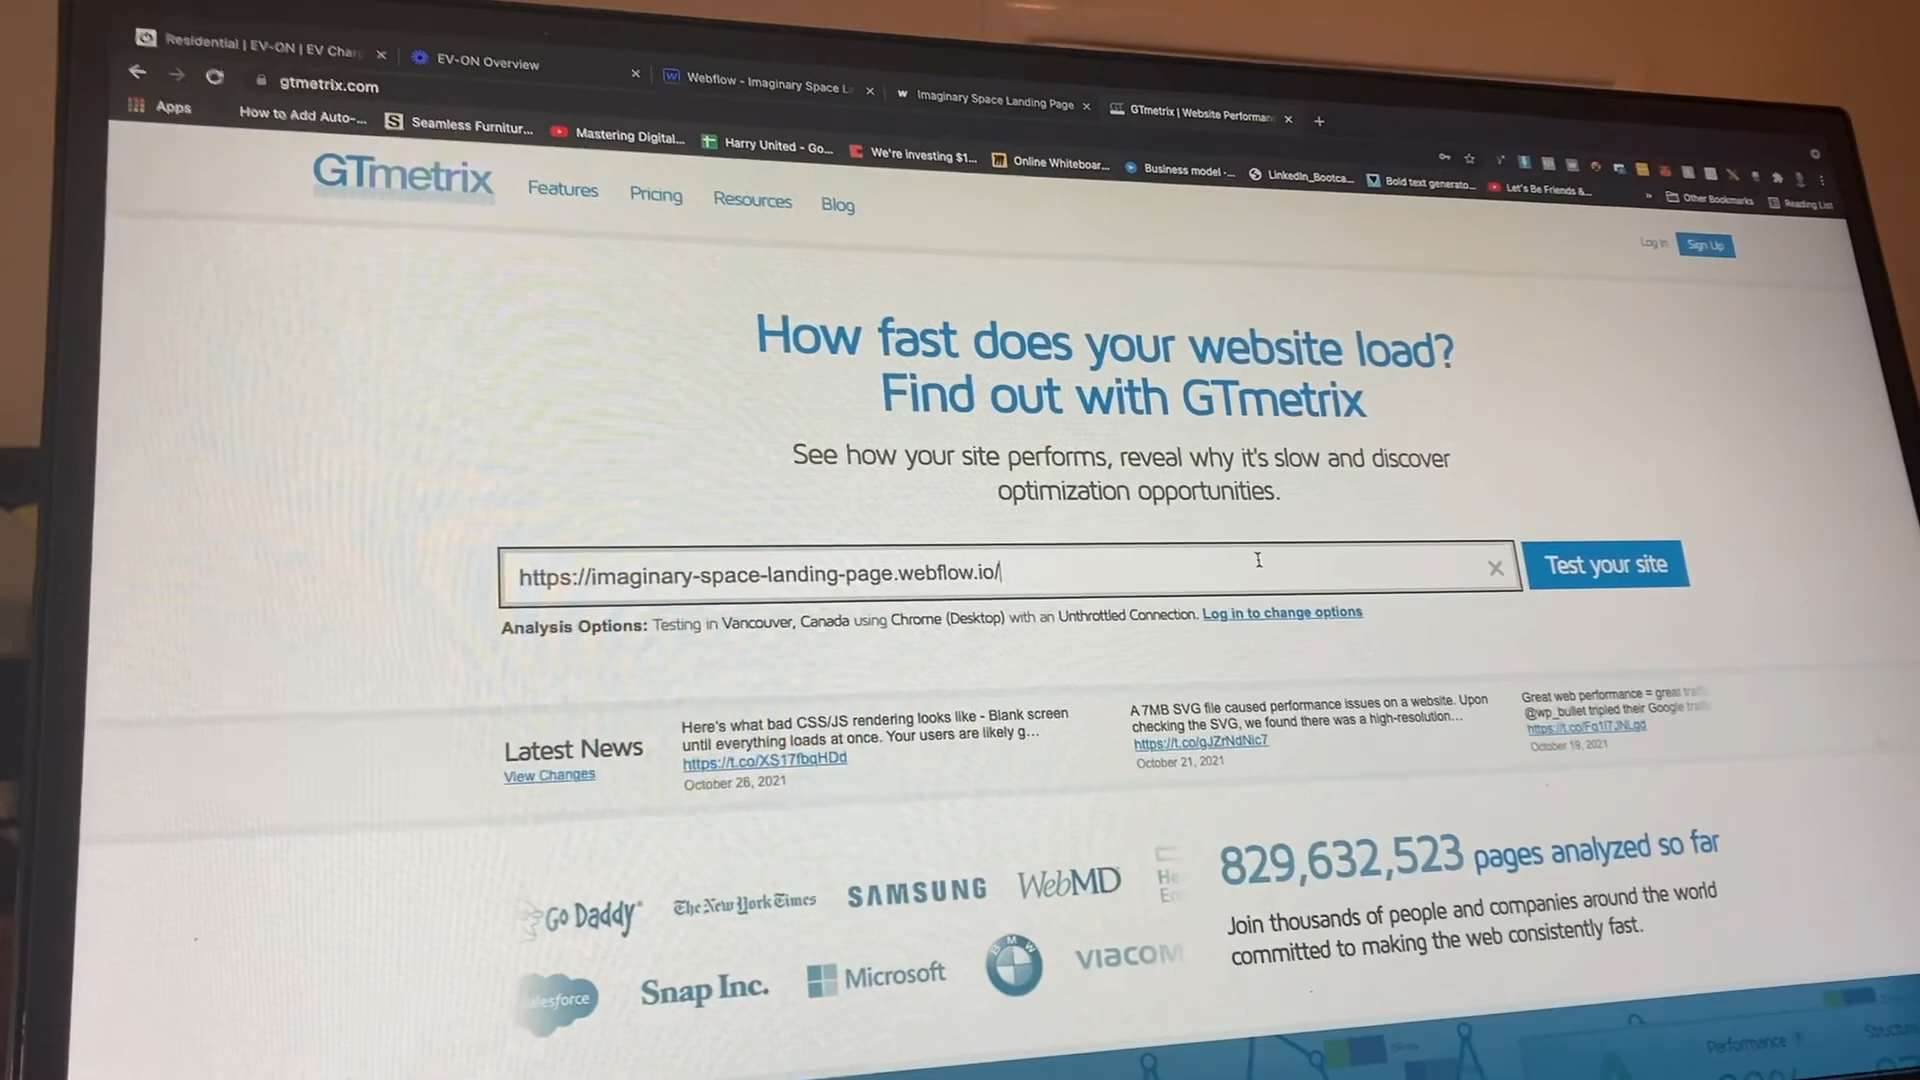 Residential | EV-ON | EV Char
EV-ON Overview
Webflow - Imaginary Space L
Imaginary Space Landing Page
GTmetrix | Website Performan
gtmetrix.com
Apps
How to Add Auto-...
Seamless Furnitur...
Mastering Digital...
Harry United - Go...
We're investing $1...
Online Whiteboar...
Business model -...
LinkedIn_Bootca...
Bold text generato...
Let's Be Friends &...
Other Bookmarks
Reading List
GTmetrix
Features
Pricing
Resources
Blog
Log in
Sign Up
How fast does your website load?
Find out with GTmetrix
See how your site performs, reveal why it's slow and discover
optimization opportunities.
https://imaginary-space-landing-page.webflow.io/
Test your site
Analysis Options: Testing in Vancouver, Canada using Chrome (Desktop) with an Unthrottled Connection. Log in to change options
Latest News
View Changes
Here's what bad CSS/JS rendering looks like - Blank screen
until everything loads at once. Your users are likely g...
https://t.co/XS17fbqHDd
October 26, 2021
A 7MB SVG file caused performance issues on a website. Upon
checking the SVG, we found there was a high-resolution...
https://t.co/gJZrNdNic7
October 21, 2021
Great web performance = great
@wp_bullet tripled their Google
October 19, 2021
GoDaddy
The New York Times
SAMSUNG
WebMD
He
En
salesforce
Snap Inc.
Microsoft
BMW
VIACOM
829,632,523 pages analyzed so far
Join thousands of people and companies around the world
committed to making the web consistently fast.
Performance